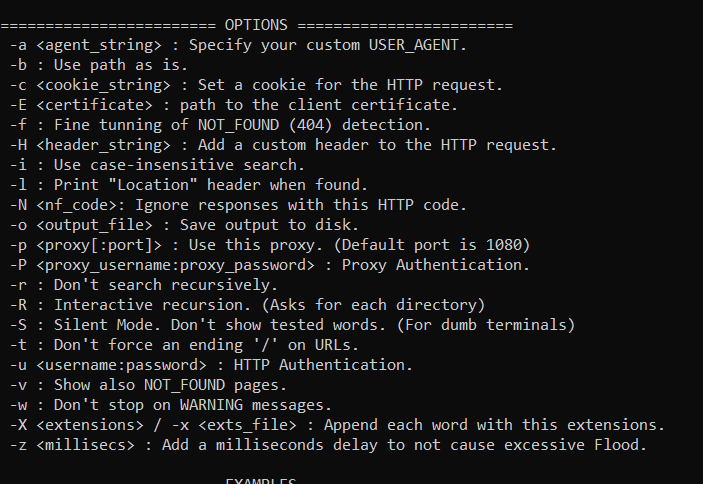 ======================== OPTIONS ========================
 -a <agent_string> : Specify your custom USER_AGENT.
 -b : Use path as is.
 -c <cookie_string> : Set a cookie for the HTTP request.
 -E <certificate> : path to the client certificate.
 -f : Fine tunning of NOT_FOUND (404) detection.
 -H <header_string> : Add a custom header to the HTTP request.
 -i : Use case-insensitive search.
 -l : Print "Location" header when found.
 -N <nf_code>: Ignore responses with this HTTP code.
 -o <output_file> : Save output to disk.
 -p <proxy[:port]> : Use this proxy. (Default port is 1080)
 -P <proxy_username:proxy_password> : Proxy Authentication.
 -r : Don't search recursively.
 -R : Interactive recursion. (Asks for each directory)
 -S : Silent Mode. Don't show tested words. (For dumb terminals)
 -t : Don't force an ending '/' on URLs.
 -u <username:password> : HTTP Authentication.
 -v : Show also NOT_FOUND pages.
 -w : Don't stop on WARNING messages.
 -X <extensions> / -x <exts_file> : Append each word with this extensions.
 -z <millisecs> : Add a milliseconds delay to not cause excessive Flood.
EXAMPLES